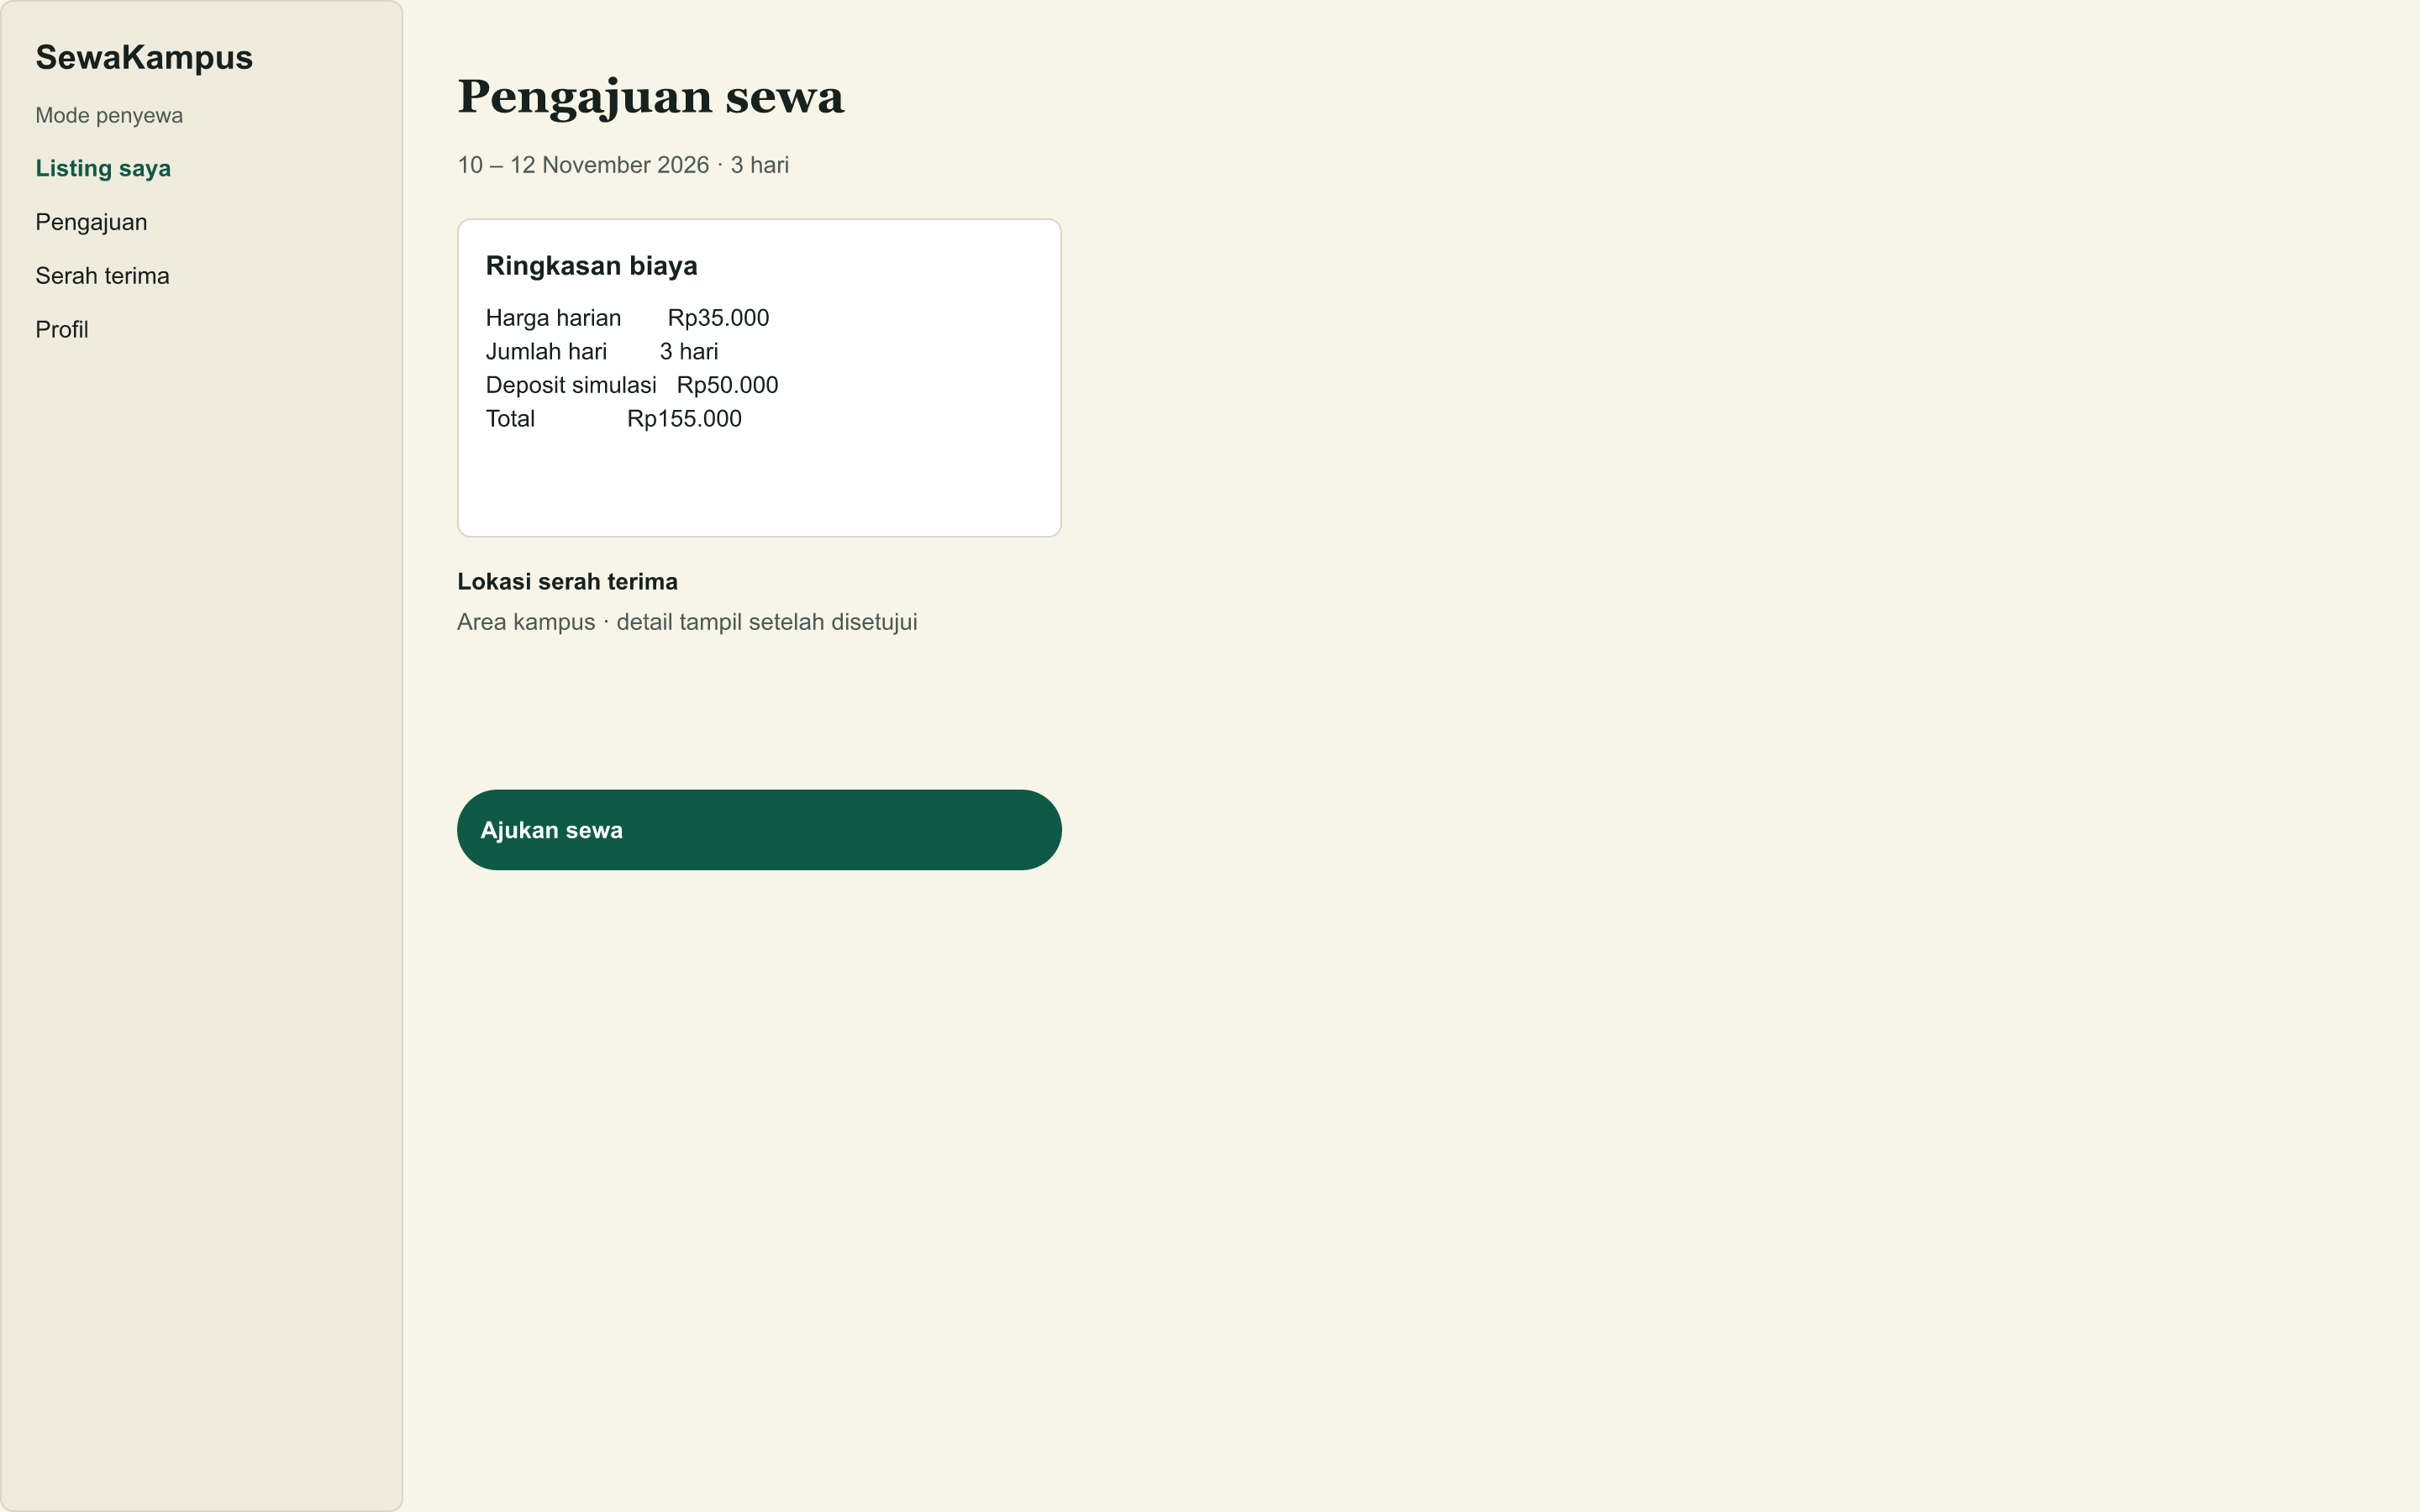 SewaKampus
Mode penyewa
Listing saya
Pengajuan
Serah terima
Profil
Pengajuan sewa
10 – 12 November 2026 · 3 hari
Ringkasan biaya
Harga harian Rp35.000
Jumlah hari 3 hari
Deposit simulasi Rp50.000
Total Rp155.000
Lokasi serah terima
Area kampus · detail tampil setelah disetujui
Ajukan sewa